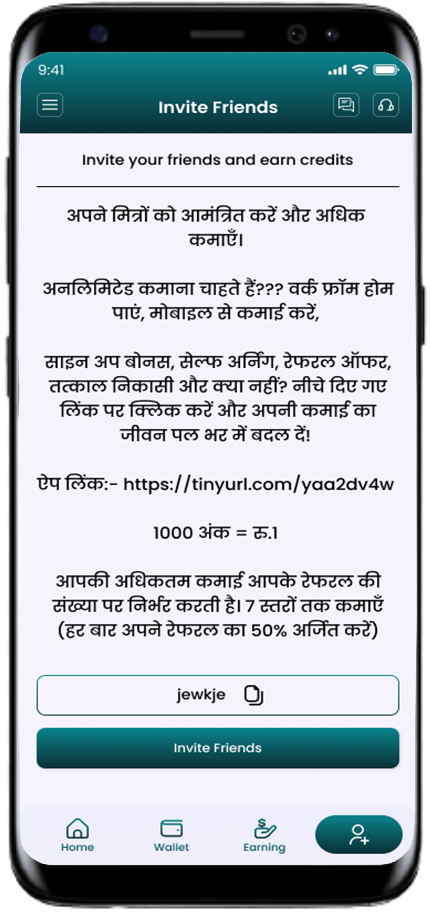 9:41
Invite Friends
Invite your friends and earn credits
अपने मित्रों को आमंत्रित करें और अधिक
कमाएँ।
अनलिमिटेड कमाना चाहते हैं??? वर्क फ्रॉम होम
पाएं, मोबाइल से कमाई करें,
साइन अप बोनस, सेल्फ अर्निंग, रेफरल ऑफर,
तत्काल निकासी और क्या नहीं? नीचे दिए गए
लिंक पर क्लिक करें और अपनी कमाई का
जीवन पल भर में बदल दें!
ऐप लिंक:- https://tinyurl.com/yaa2dv4w
1000 अंक = रु.1
आपकी अधिकतम कमाई आपके रेफरल की
संख्या पर निर्भर करती है। 7 स्तरों तक कमाएँ
(हर बार अपने रेफरल का 50% अर्जित करें)
jewkje
Invite Friends
Home Wallet Earning